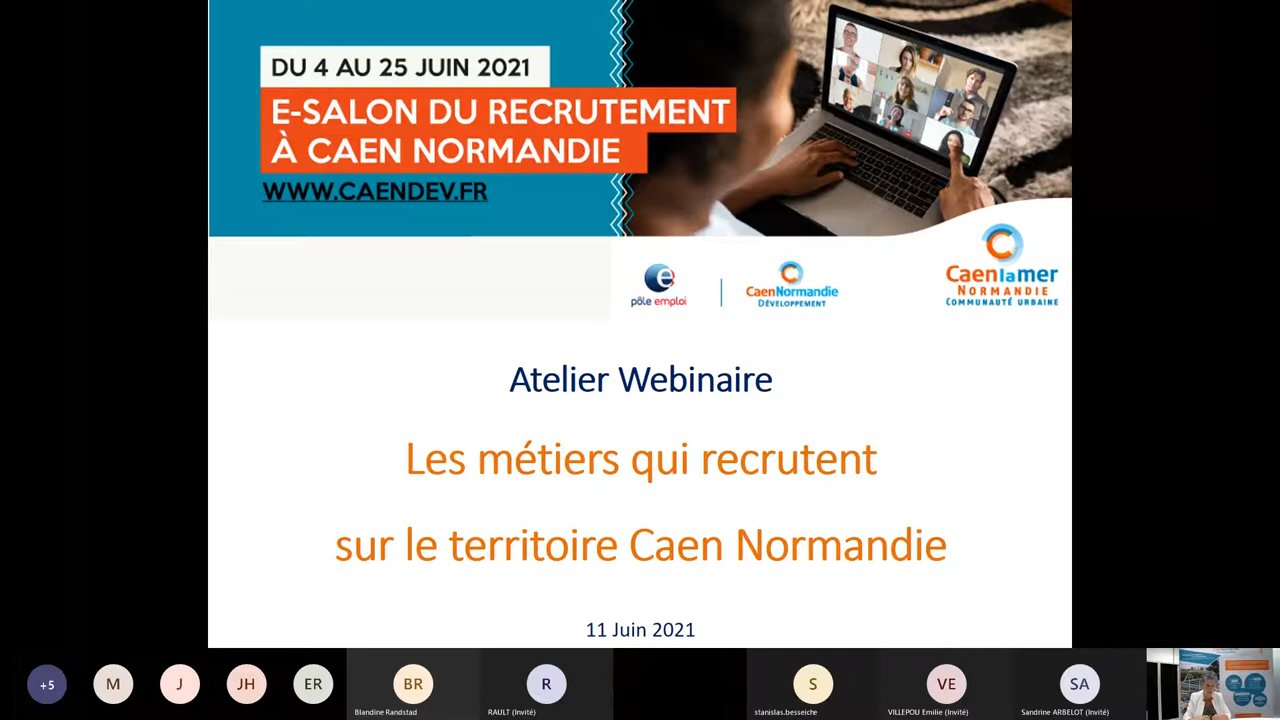 DU 4 AU 25 JUIN 2021
E-SALON DU RECRUTEMENT
À CAEN NORMANDIE
WWW.CAENDEV.FR
pôle emploi
CaenNormandie
DÉVELOPPEMENT
Caenlamer
NORMANDIE
COMMUNAUTÉ URBAINE
Atelier Webinaire
Les métiers qui recrutent
sur le territoire Caen Normandie
11 Juin 2021
+5
M
J
JH
ER
BR
R
S
VE
SA
Blandine Randstad
RAULT (Invité)
stanislas.besseiche
VILLEPOU Emilie (Invité)
Sandrine ARBELOT (Invité)